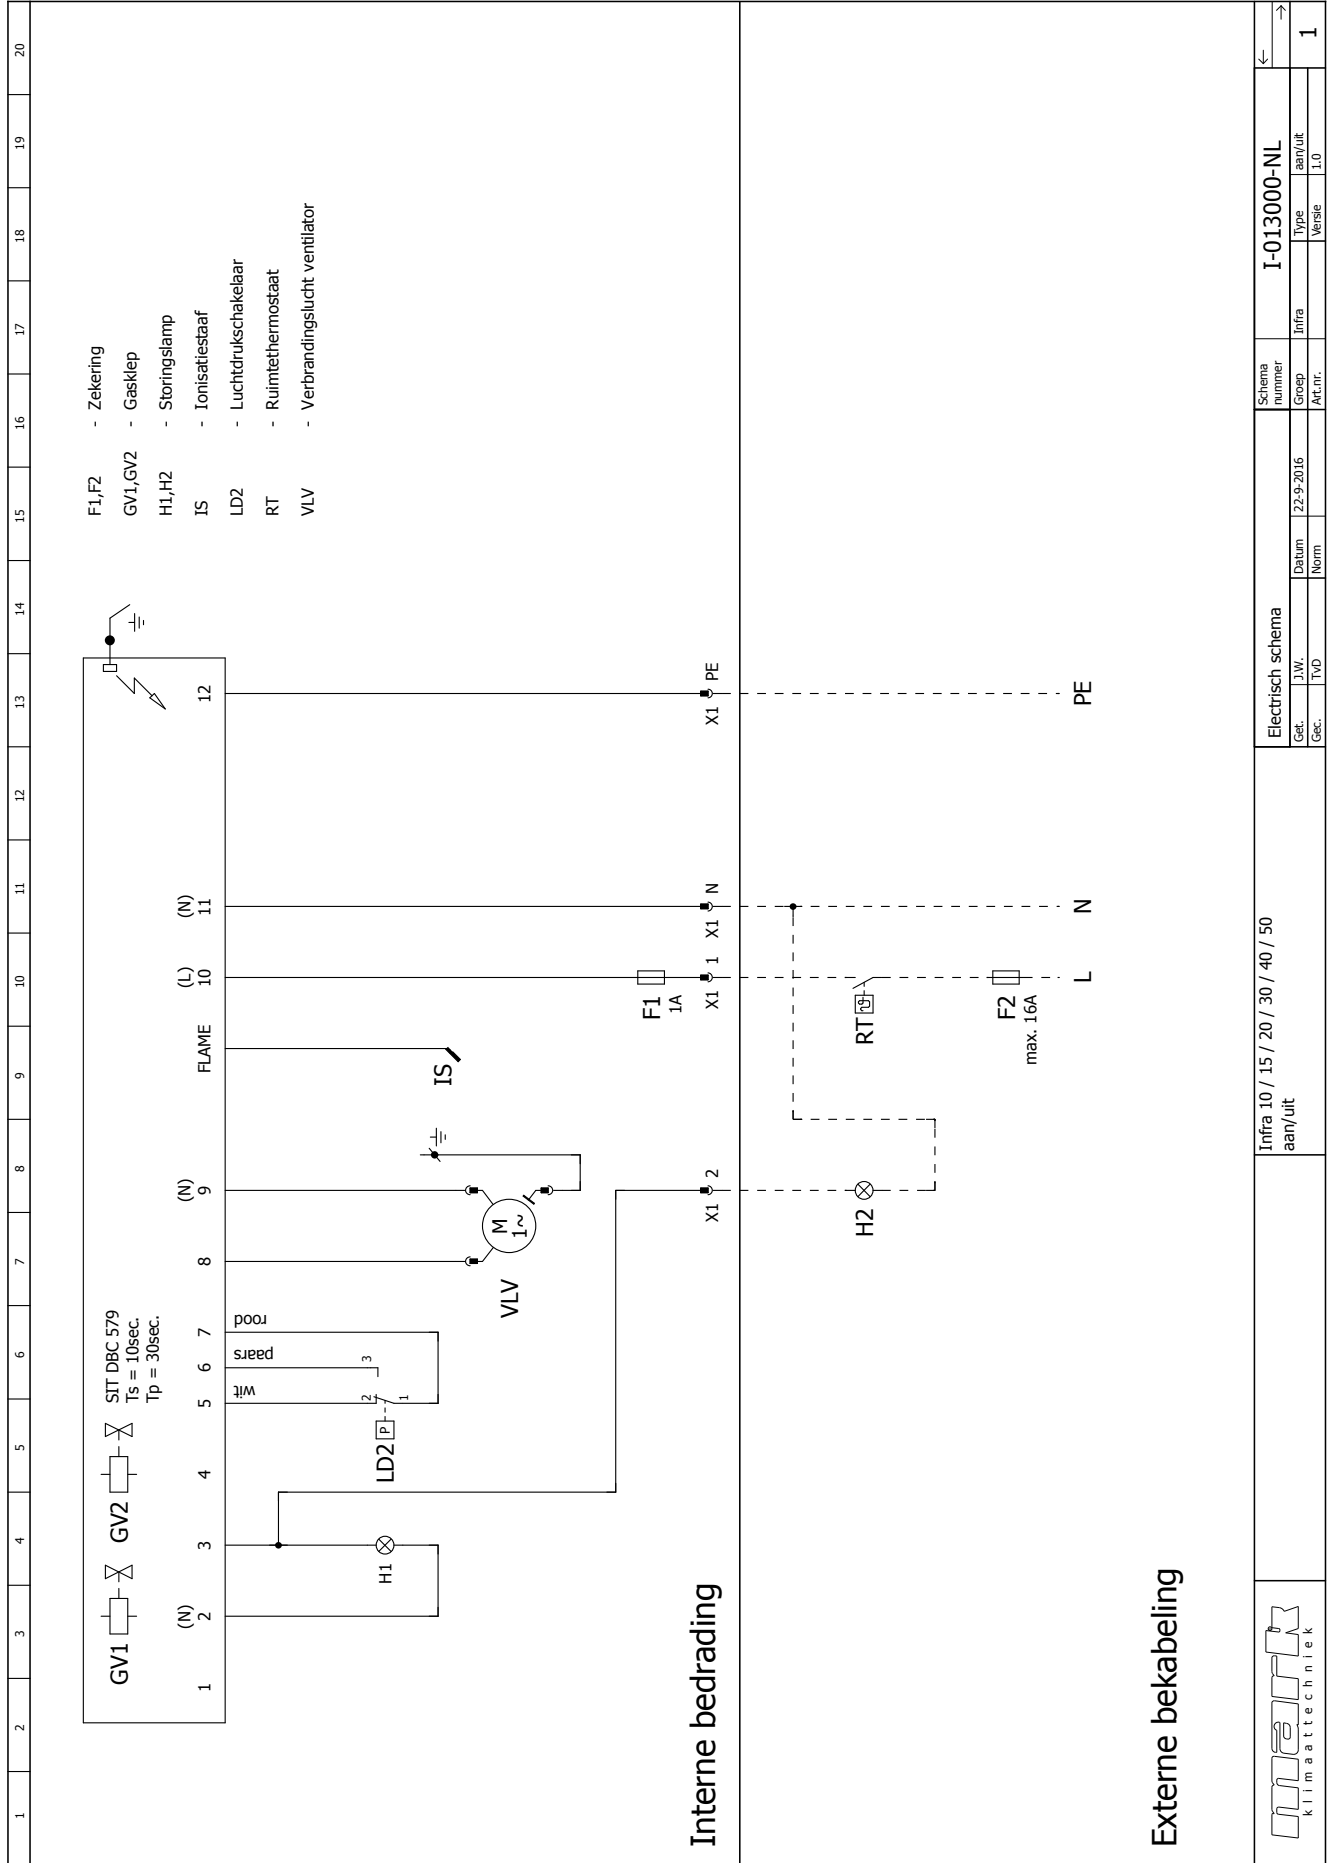 1 2 3 4 5 6 7 8 9 10 11 12 13 14 15 16 17 18 19 20
GV1 GV2
SIT DBC 579
Ts = 10sec.
Tp = 30sec.
F1,F2 - Zekering
GV1,GV2 - Gasklep
H1,H2 - Storingslamp
IS - Ionisatiestaaf
LD2 - Luchtdrukschakelaar
RT - Ruimtethermostaat
VLV - Verbrandingslucht ventilator
(N) (N) (L) (N)
1 2 3 4 5 6 7 8 9 FLAME 10 11 12
wit paars rood
2 3
1
LD2 P
H1
IS
M
1~
VLV
F1
1A
X1 2 X1 1 X1 N X1 PE
Interne bedrading
H2
RT ϑ
F2
max. 16A
L N PE
Externe bekabeling
mark
klimaattechniek
Infra 10 / 15 / 20 / 30 / 40 / 50
aan/uit
Electrisch schema
Get. J.W. Datum 22-9-2016
Gec. TvD Norm
Schema
nummer
I-013000-NL
Groep Infra Type aan/uit
Art.nr. Versie 1.0
← →
1